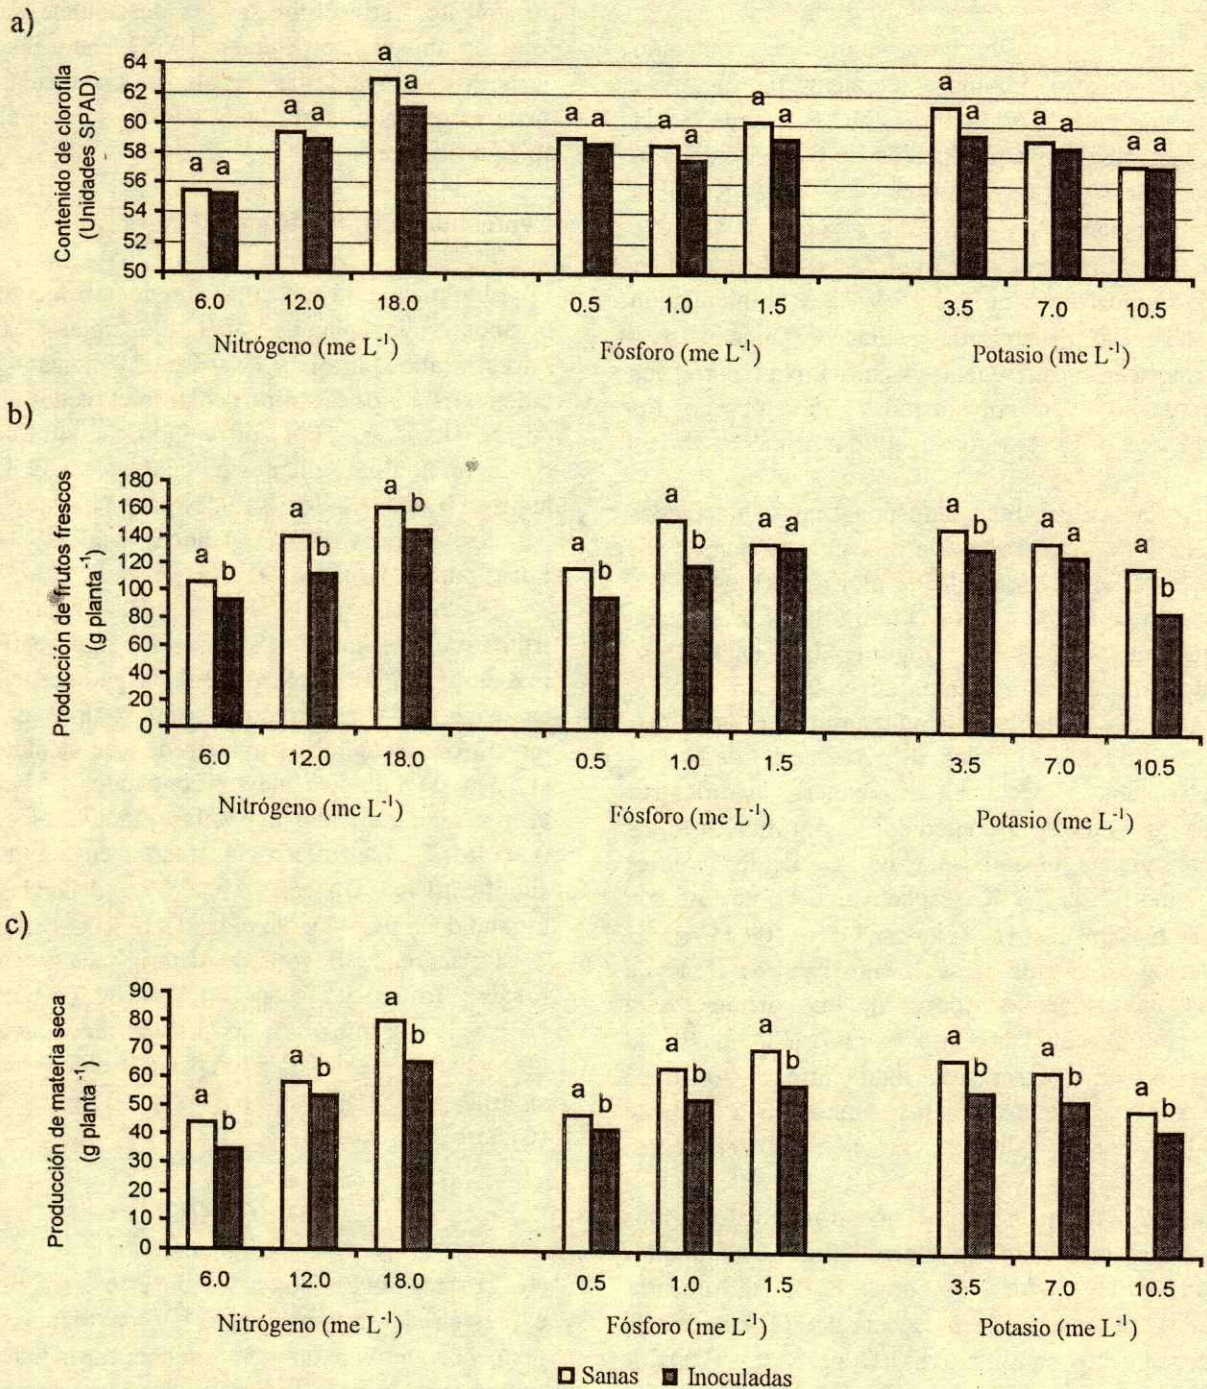 a)
Contenido de clorofila
(Unidades SPAD)
64
62
60
58
56
54
52
50
a a a a a a
a a a a a a
a a a a a a
6.0 12.0 18.0 0.5 1.0 1.5 3.5 7.0 10.5
Nitrógeno (me L⁻¹) Fósforo (me L⁻¹) Potasio (me L⁻¹)
b)
Producción de frutos frescos
(g planta⁻¹)
180
160
140
120
100
80
60
40
20
0
a b a b a b
a b a b a a
a b a a a b
6.0 12.0 18.0 0.5 1.0 1.5 3.5 7.0 10.5
Nitrógeno (me L⁻¹) Fósforo (me L⁻¹) Potasio (me L⁻¹)
c)
Producción de materia seca
(g planta⁻¹)
90
80
70
60
50
40
30
20
10
0
a b a b a b
a b a b a b
a b a b a b
6.0 12.0 18.0 0.5 1.0 1.5 3.5 7.0 10.5
Nitrógeno (me L⁻¹) Fósforo (me L⁻¹) Potasio (me L⁻¹)
Sanas Inoculadas